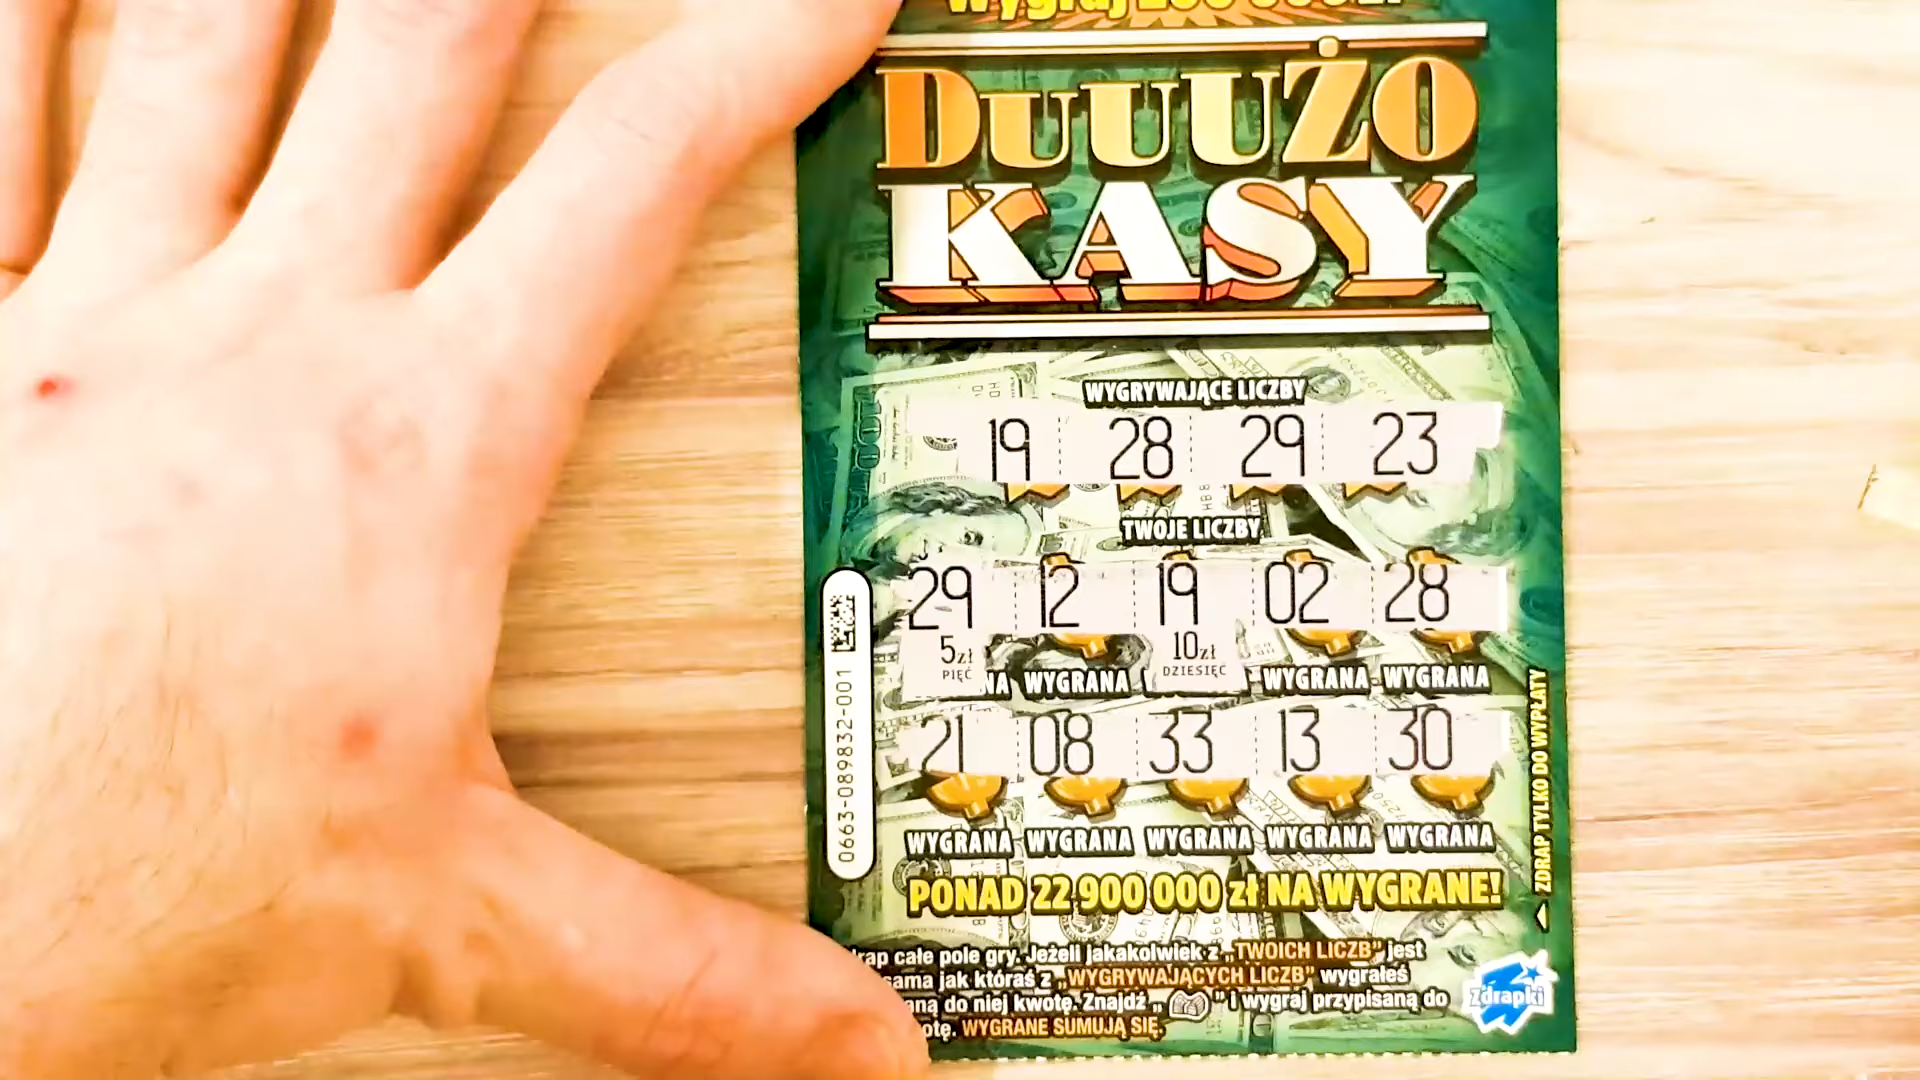 DUUUŻO
KASY
WYGRYWAJĄCE LICZBY
19 28 29 23
TWOJE LICZBY
29 12 19 02 28
5zł 10zł
PIĘĆ DZIESIĘĆ
NA WYGRANA WYGRANA WYGRANA
21 08 33 13 30
WYGRANA WYGRANA WYGRANA WYGRANA WYGRANA
PONAD 22 900 000 zł NA WYGRANE!
rap całe pole gry. Jeżeli jakakolwiek z „TWOICH LICZB" jest
sama jak któraś z „WYGRYWAJĄCYCH LICZB" wygrałeś
aną do niej kwotę. Znajdź „ " i wygraj przypisaną do
otę. WYGRANE SUMUJĄ SIĘ.
Zdrapki
0663-089832-001
ZDRAP TYLKO DO WYPŁATY